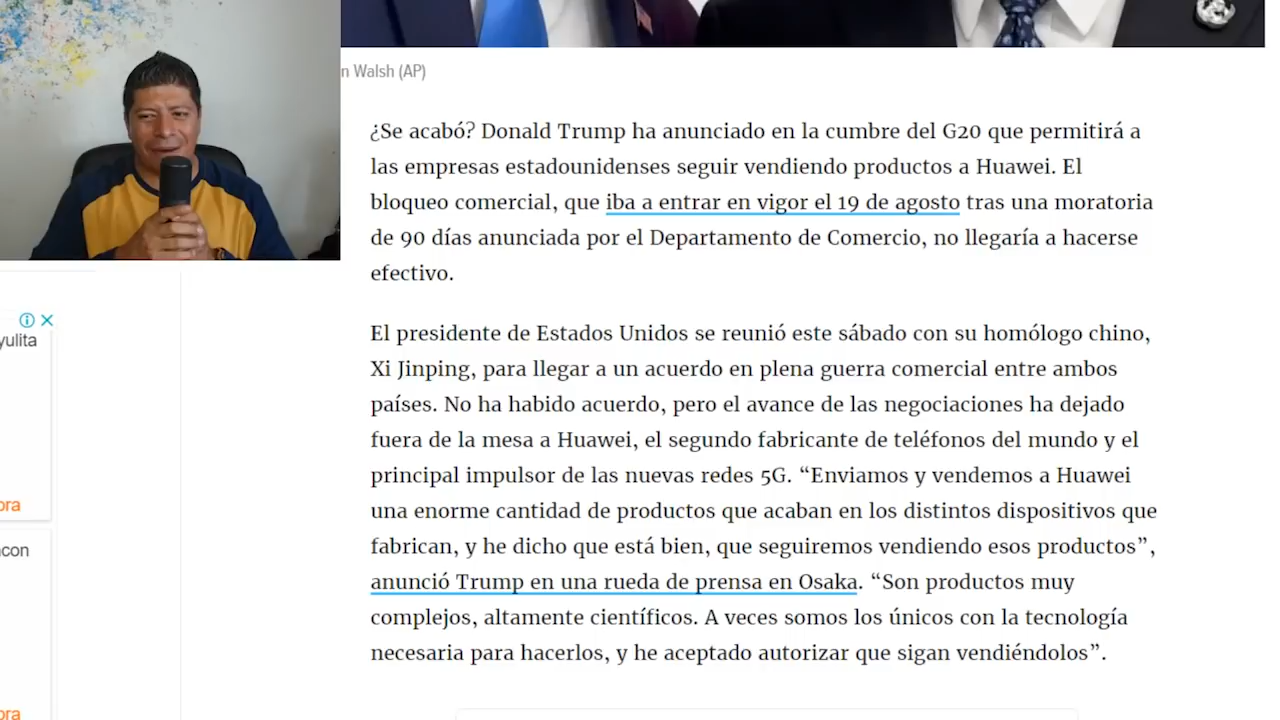 n Walsh (AP)
¿Se acabó? Donald Trump ha anunciado en la cumbre del G20 que permitirá a
las empresas estadounidenses seguir vendiendo productos a Huawei. El
bloqueo comercial, que iba a entrar en vigor el 19 de agosto tras una moratoria
de 90 días anunciada por el Departamento de Comercio, no llegaría a hacerse
efectivo.
El presidente de Estados Unidos se reunió este sábado con su homólogo chino,
Xi Jinping, para llegar a un acuerdo en plena guerra comercial entre ambos
países. No ha habido acuerdo, pero el avance de las negociaciones ha dejado
fuera de la mesa a Huawei, el segundo fabricante de teléfonos del mundo y el
principal impulsor de las nuevas redes 5G. “Enviamos y vendemos a Huawei
una enorme cantidad de productos que acaban en los distintos dispositivos que
fabrican, y he dicho que está bien, que seguiremos vendiendo esos productos”,
anunció Trump en una rueda de prensa en Osaka. “Son productos muy
complejos, altamente científicos. A veces somos los únicos con la tecnología
necesaria para hacerlos, y he aceptado autorizar que sigan vendiéndolos”.
yulita
ora
con
ora